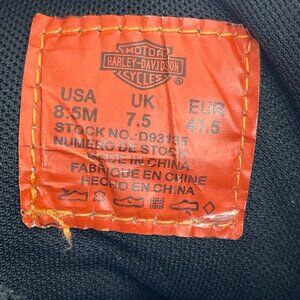 MOTOR
HARLEY-DAVIDSON
CYCLES
USA UK EUR
8.5M 7.5 41.5
STOCK NO.:D93135
NUMERO DE STOCK
MADE IN CHINA
FABRIQUE EN CHINE
HECHO EN CHINA